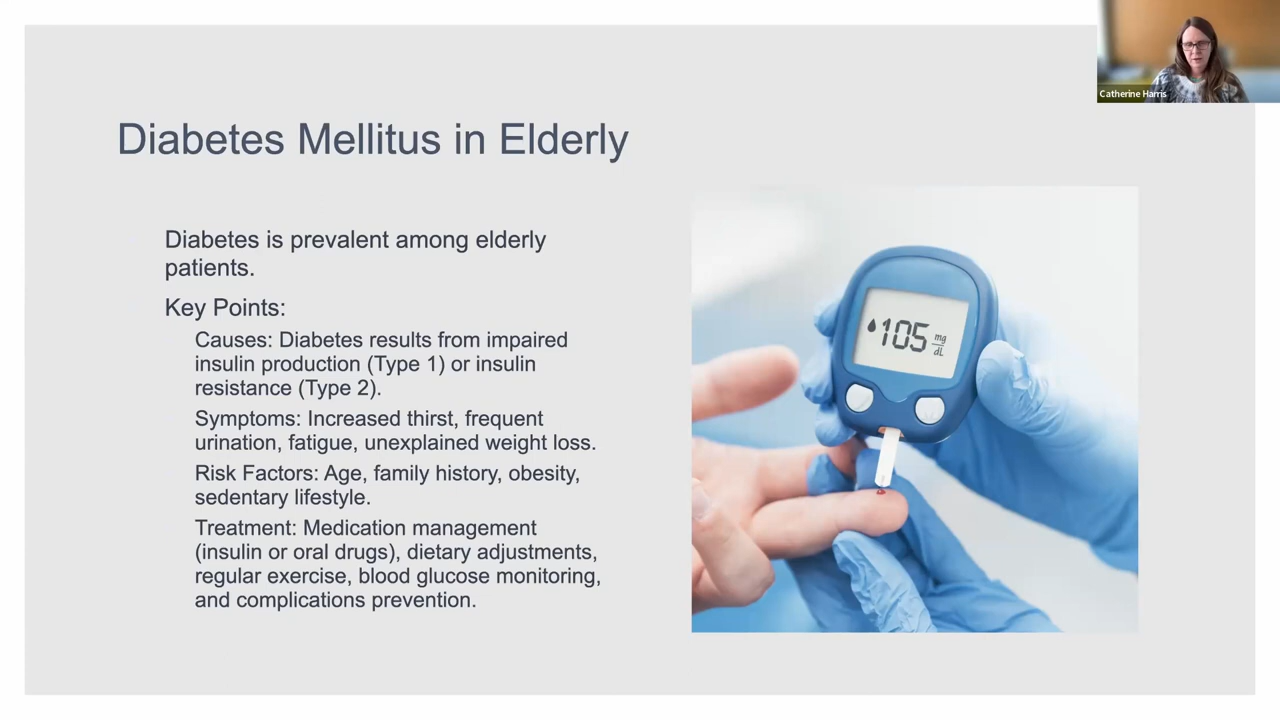 Catherine Harris
Diabetes Mellitus in Elderly
Diabetes is prevalent among elderly
patients.
Key Points:
Causes: Diabetes results from impaired
insulin production (Type 1) or insulin
resistance (Type 2).
Symptoms: Increased thirst, frequent
urination, fatigue, unexplained weight loss.
Risk Factors: Age, family history, obesity,
sedentary lifestyle.
Treatment: Medication management
(insulin or oral drugs), dietary adjustments,
regular exercise, blood glucose monitoring,
and complications prevention.
105 mg/dL